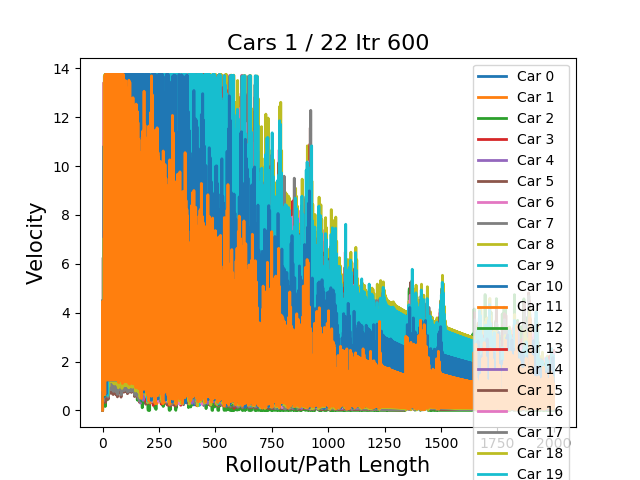 Cars 1 / 22 Itr 600
Velocity
14
12
10
8
6
4
2
0
0 250 500 750 1000 1250 1500 1750 2000
Rollout/Path Length
Car 0
Car 1
Car 2
Car 3
Car 4
Car 5
Car 6
Car 7
Car 8
Car 9
Car 10
Car 11
Car 12
Car 13
Car 14
Car 15
Car 16
Car 17
Car 18
Car 19